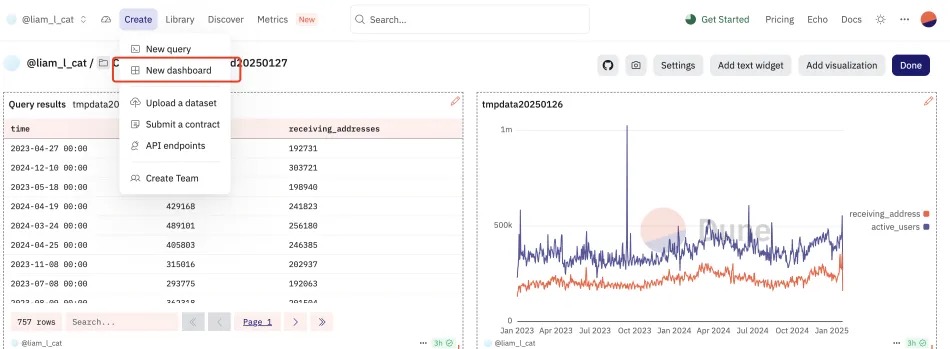 @liam_l_cat Create Library Discover Metrics New Search... Get Started Pricing Echo Docs
New query
@liam_l_cat / C d20250127 Settings Add text widget Add visualization Done
New dashboard
Upload a dataset
Submit a contract
API endpoints
Create Team
Query results tmpdata20
time receiving_addresses
2023-04-27 00:00 192731
2024-12-10 00:00 303721
2023-05-18 00:00 198940
2024-04-19 00:00 429168 241823
2024-03-14 00:00 489101 256180
2024-04-25 00:00 405803 246385
2023-11-08 00:00 315016 202937
2023-07-08 00:00 293775 192063
757 rows Search... Page 1
@liam_l_cat 3h
tmpdata20250126
1m
500k
0
Dune
receiving_address
active_users
Jan 2023 Apr 2023 Jul 2023 Oct 2023 Jan 2024 Apr 2024 Jul 2024 Oct 2024 Jan 2025
@liam_l_cat 3h